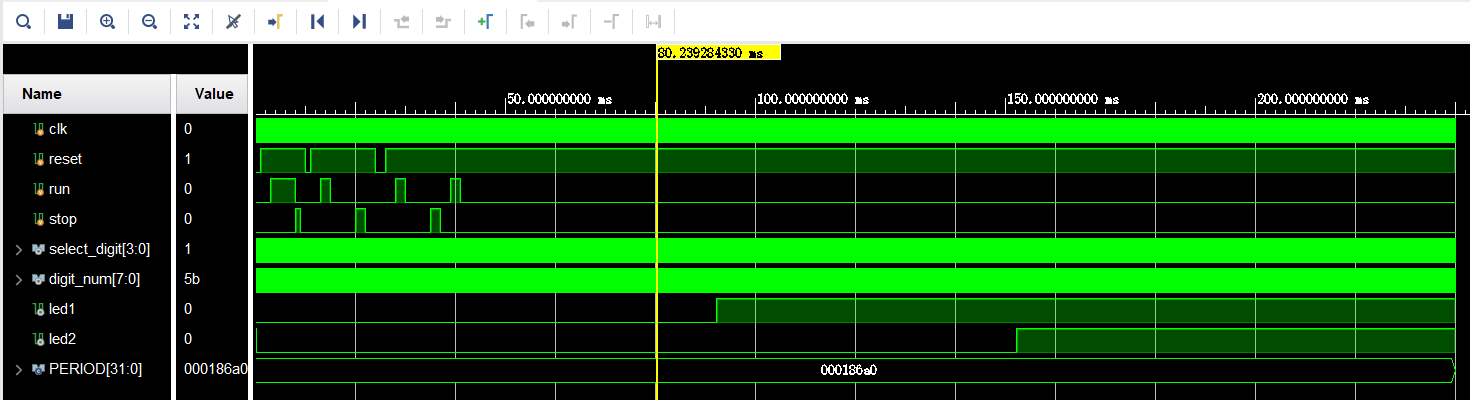 80.239284330 ms
Name Value
50.000000000 ms 100.000000000 ms 150.000000000 ms 200.000000000 ms
clk 0
reset 1
run 0
stop 0
select_digit[3:0] 1
digit_num[7:0] 5b
led1 0
led2 0
PERIOD[31:0] 000186a0 000186a0